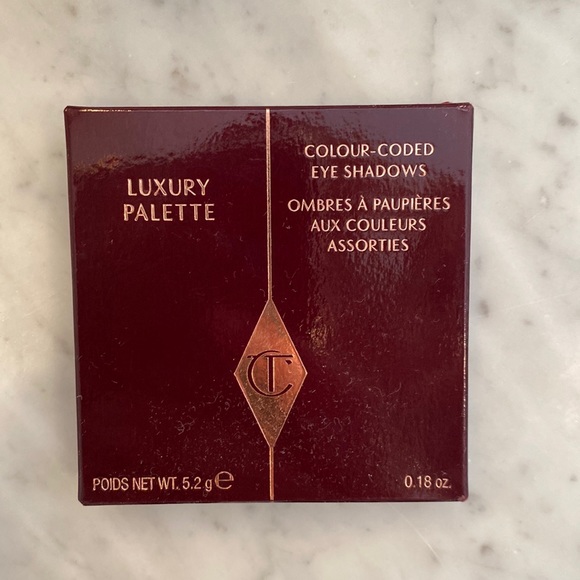 LUXURY
PALETTE
COLOUR-CODED
EYE SHADOWS
OMBRES À PAUPIÈRES
AUX COULEURS
ASSORTIES
CT
POIDS NET WT. 5.2 g ℮
0.18 oz.